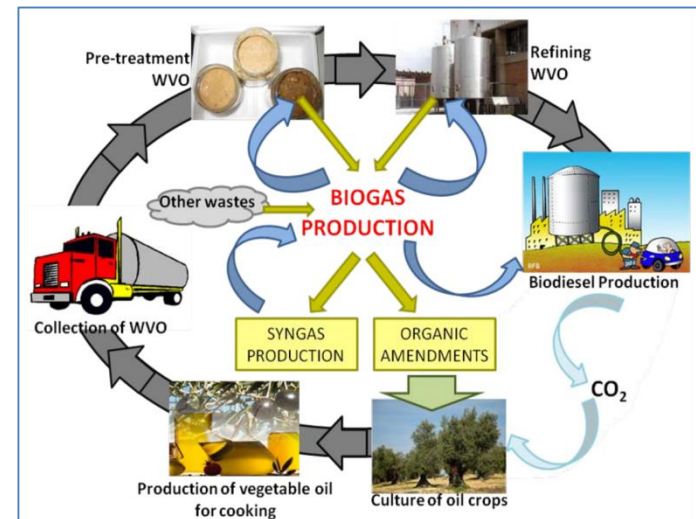 Pre-treatment
WVO
Refining
WVO
Other wastes
BIOGAS
PRODUCTION
RFB
Biodiesel Production
Collection of WVO
SYNGAS
PRODUCTION
ORGANIC
AMENDMENTS
CO₂
Production of vegetable oil
for cooking
Culture of oil crops